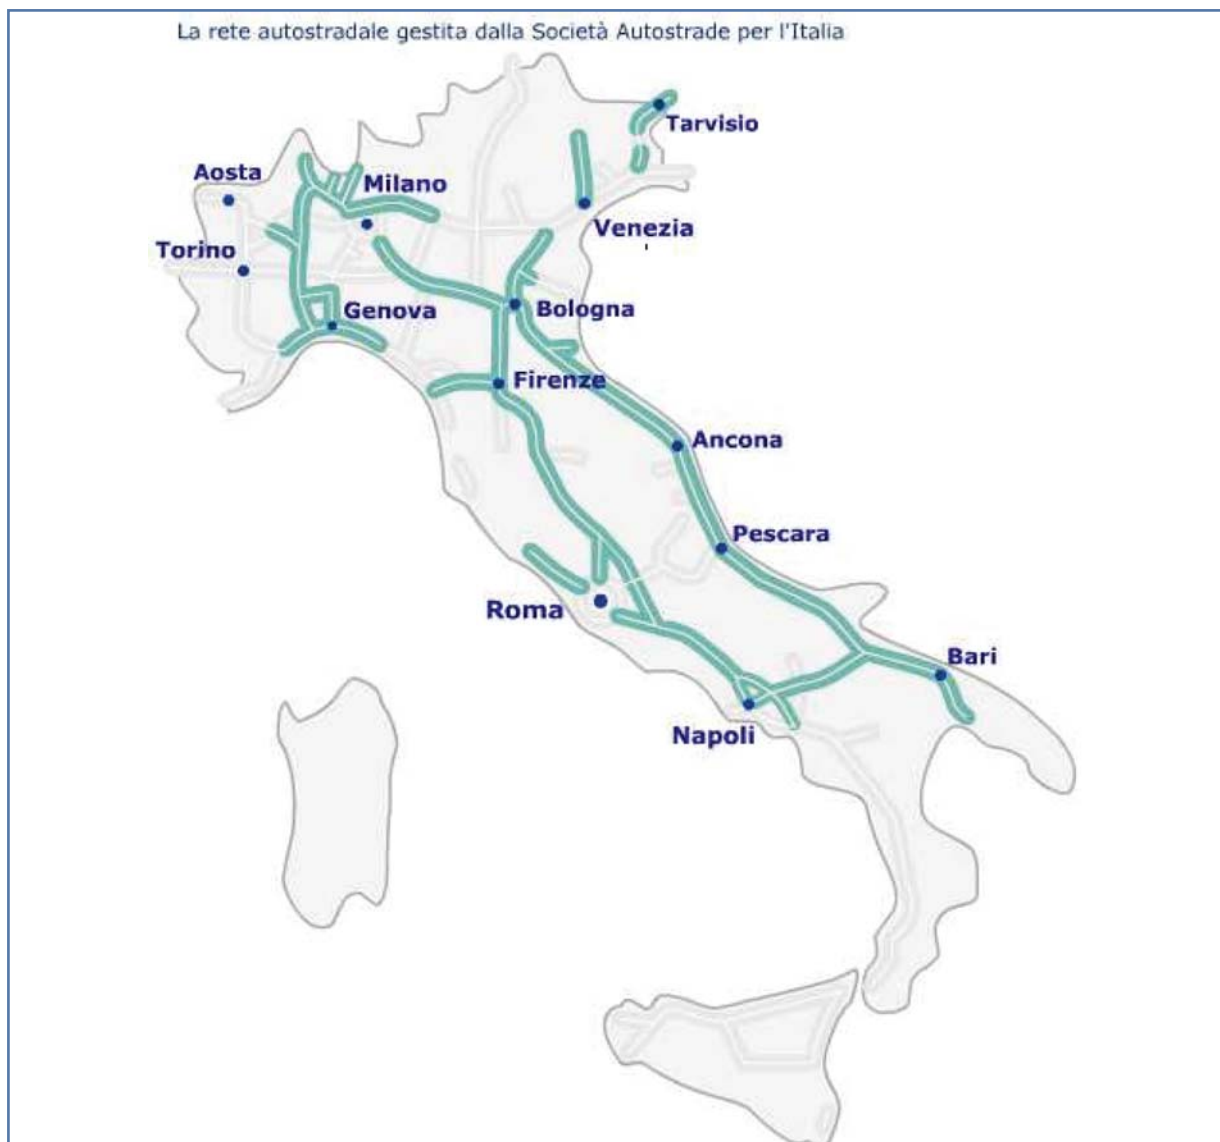 La rete autostradale gestita dalla Società Autostrade per l'Italia
Tarvisio
Aosta
Milano
Venezia
Torino
Genova
Bologna
Firenze
Ancona
Pescara
Roma
Bari
Napoli